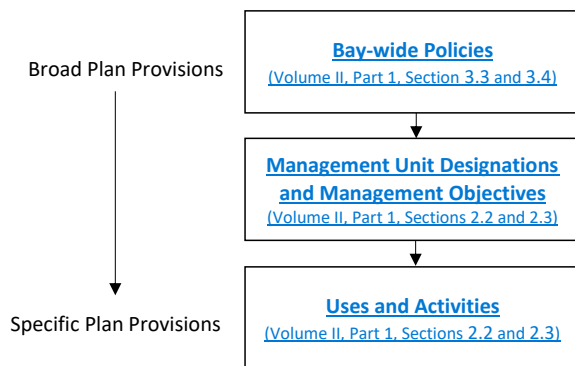 Bay-wide Policies
(Volume II, Part 1, Section 3.3 and 3.4)
Broad Plan Provisions
Management Unit Designations
and Management Objectives
(Volume II, Part 1, Sections 2.2 and 2.3)
Uses and Activities
(Volume II, Part 1, Sections 2.2 and 2.3)
Specific Plan Provisions